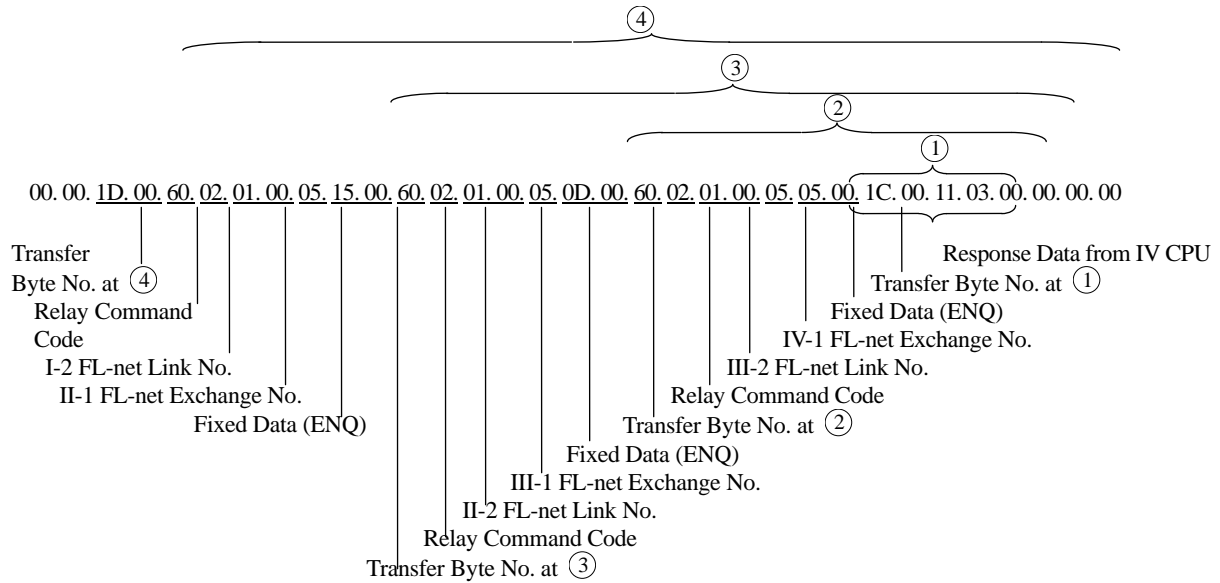 ④
③
②
①
00. 00. 1D. 00. 60. 02. 01. 00. 05. 15. 00. 60. 02. 01. 00. 05. 0D. 00. 60. 02. 01. 00. 05. 05. 00. 1C. 00. 11. 03. 00. 00. 00. 00
Transfer
Byte No. at ④
Response Data from IV CPU
Transfer Byte No. at ①
Relay Command
Code
Fixed Data (ENQ)
IV-1 FL-net Exchange No.
I-2 FL-net Link No.
III-2 FL-net Link No.
II-1 FL-net Exchange No.
Relay Command Code
Fixed Data (ENQ)
Transfer Byte No. at ②
Fixed Data (ENQ)
III-1 FL-net Exchange No.
II-2 FL-net Link No.
Relay Command Code
Transfer Byte No. at ③